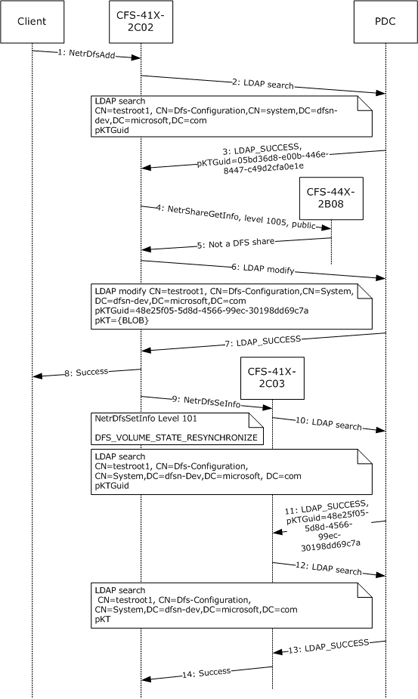 Client
CFS-41X-
2C02
PDC
1: NetrDfsAdd
2: LDAP search
LDAP search
CN=testroot1, CN=Dfs-Configuration,CN=system,DC=dfsn-
dev,DC=microsoft,DC=com
pKTGuid
3: LDAP_SUCCESS,
pKTGuid=05bd36d8-e00b-446e-
8447-c49d2cfa0e1e
CFS-44X-
2B08
4: NetrShareGetInfo, level 1005, public
5: Not a DFS share
6: LDAP modify
LDAP modify CN=testroot1, CN=Dfs-Configuration,CN=System,
DC=dfsn-dev,DC=microsoft,DC=com
pKTGuid=48e25f05-5d8d-4566-99ec-30198dd69c7a
pKT={BLOB}
7: LDAP_SUCCESS
8: Success
CFS-41X-
2C03
9: NetrDfsSeInfo
NetrDfsSetInfo Level 101
DFS_VOLUME_STATE_RESYNCHRONIZE
10: LDAP search
LDAP search
CN=testroot1, CN=Dfs-Configuration,
CN=System,DC=dfsn-Dev,DC=microsoft, DC=com
pKTGuid
11: LDAP_SUCCESS,
pKTGuid=48e25f05-
5d8d-4566-
99ec-
30198dd69c7a
12: LDAP search
LDAP search
CN=testroot1, CN=Dfs-Configuration,
CN=System,DC=dfsn-dev,DC=microsoft,DC=com
pKT
13: LDAP_SUCCESS
14: Success